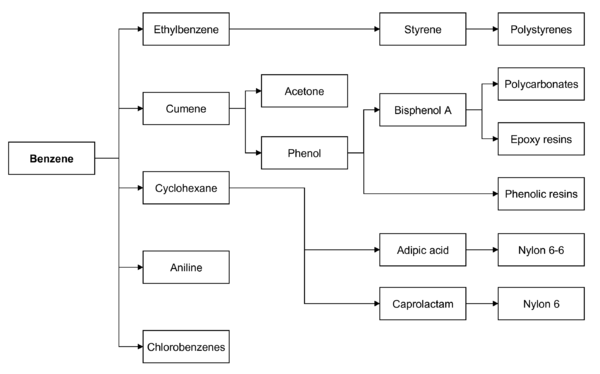 Ethylbenzene
Styrene
Polystyrenes
Polycarbonates
Acetone
Cumene
Bisphenol A
Epoxy resins
Phenol
Benzene
Cyclohexane
Phenolic resins
Adipic acid
Nylon 6-6
Aniline
Caprolactam
Nylon 6
Chlorobenzenes